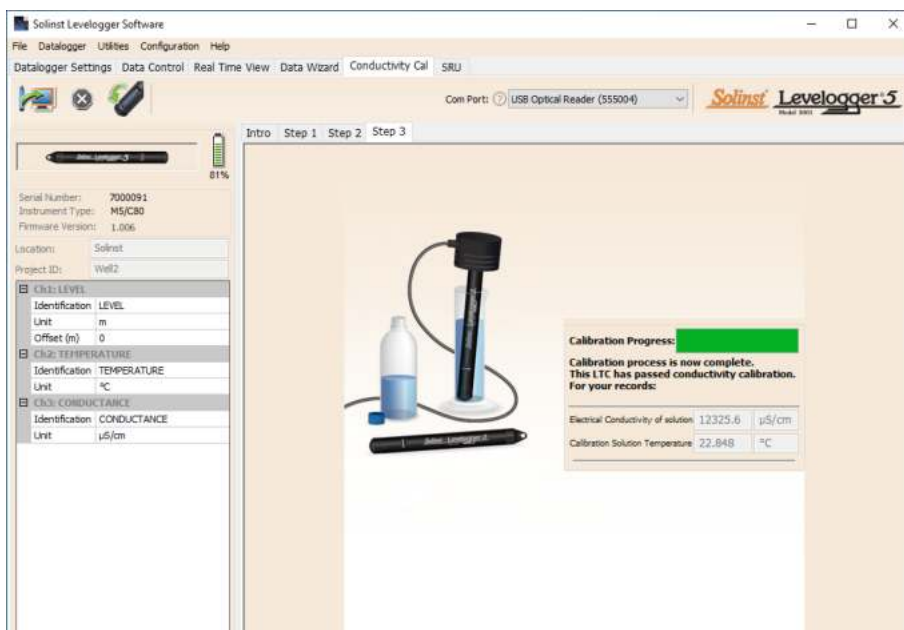 Solinst Levelogger Software
File Datalogger Utilities Configuration Help
Datalogger Settings Data Control Real Time View Data Wizard Conductivity Cal SRU
Com Port: ? USB Optical Reader (555004)
Solinst Levelogger 5
Model 3001
Intro Step 1 Step 2 Step 3
81%
Serial Number: 7000091
Instrument Type: M5/C80
Firmware Version: 1.006
Location: Solinst
Project ID: Well2
Ch1: LEVEL
Identification LEVEL
Unit m
Offset (m) 0
Ch2: TEMPERATURE
Identification TEMPERATURE
Unit °C
Ch3: CONDUCTANCE
Identification CONDUCTANCE
Unit µS/cm
Calibration Progress:
Calibration process is now complete.
This LTC has passed conductivity calibration.
For your records:
Electrical Conductivity of solution 12325.6 µS/cm
Calibration Solution Temperature 22.848 °C